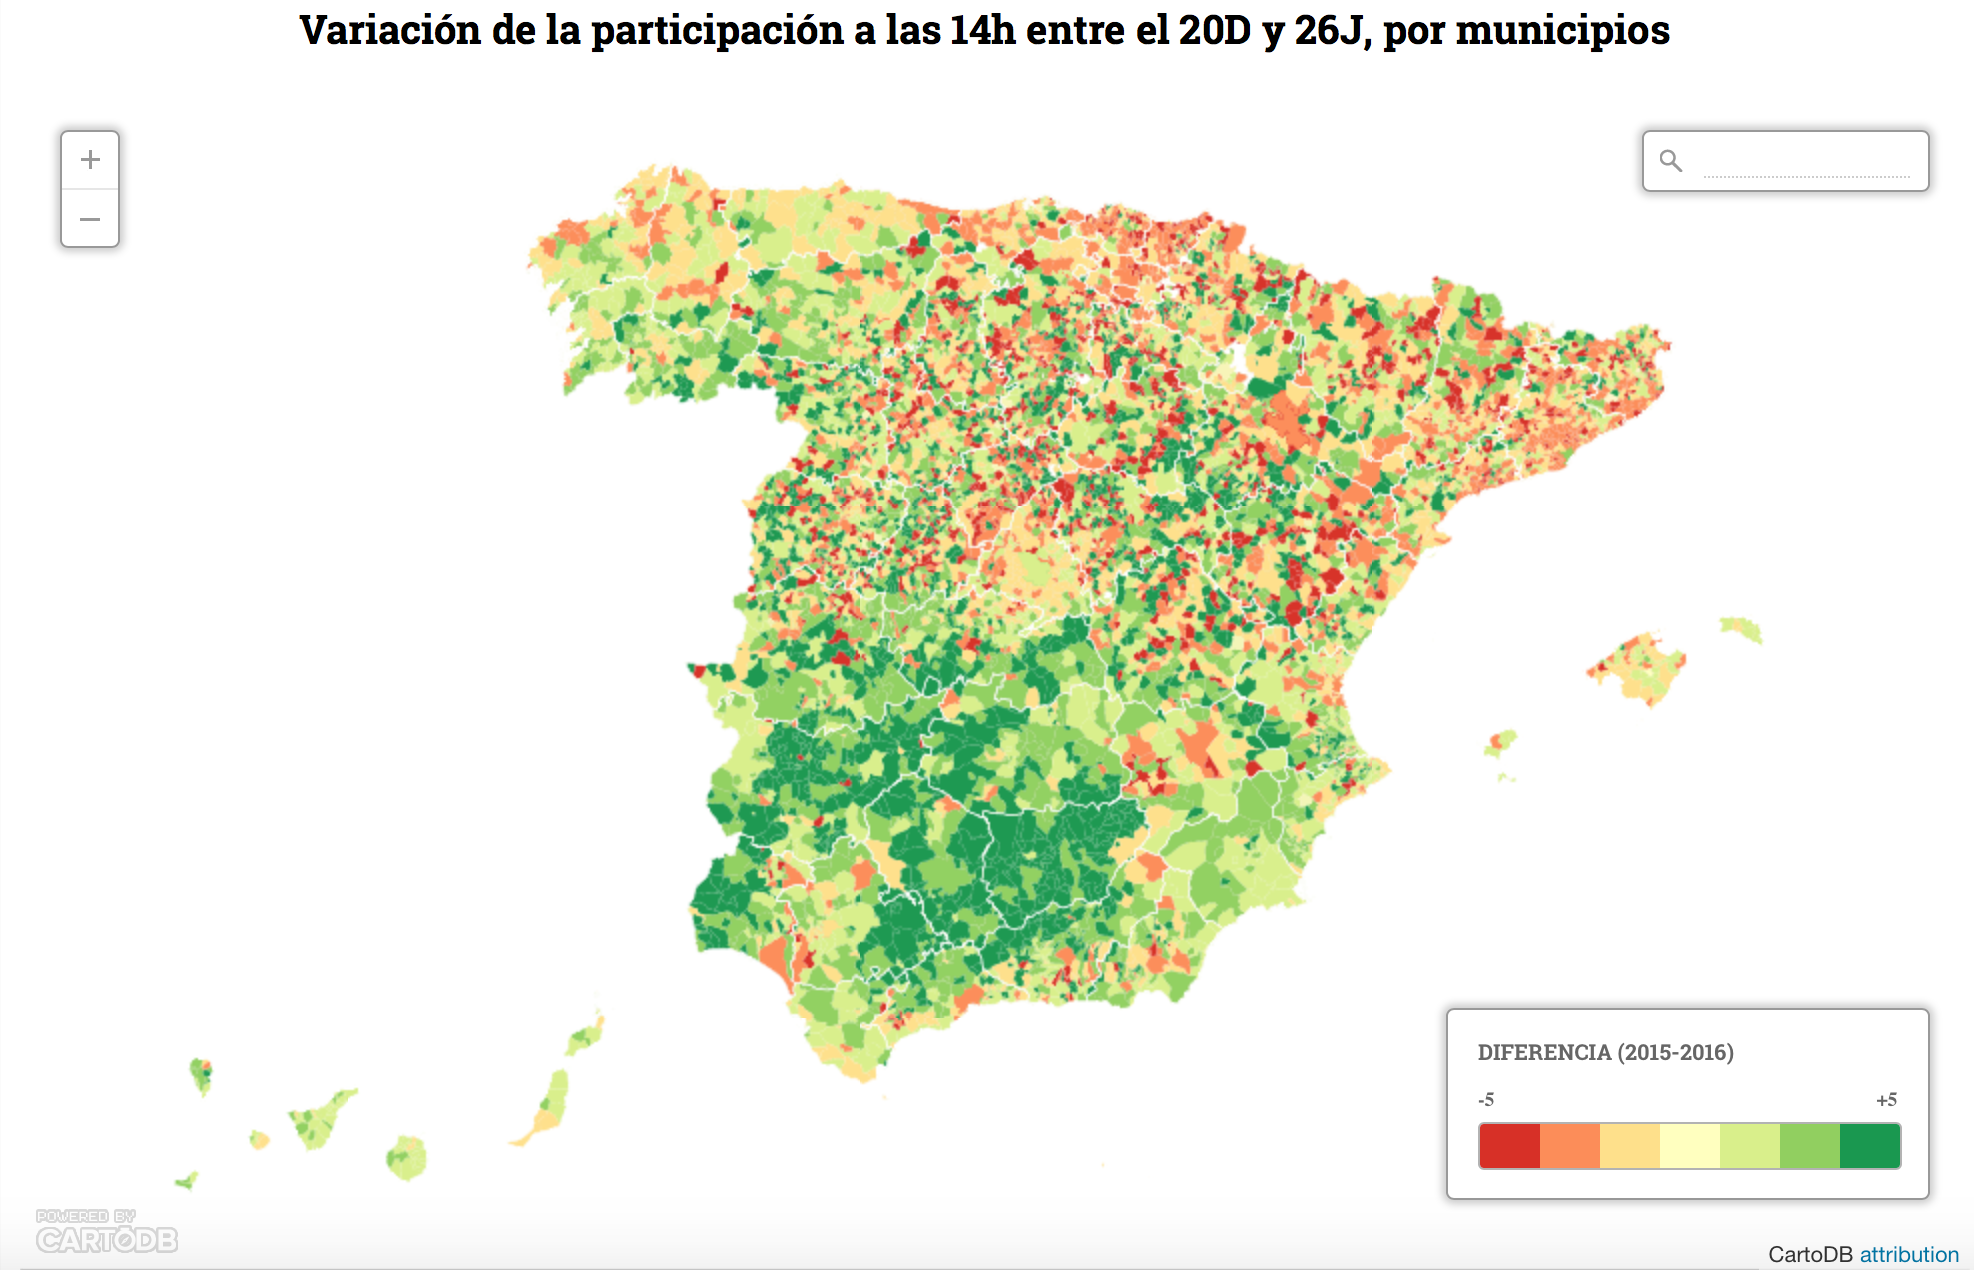 Variación de la participación a las 14h entre el 20D y 26J, por municipios
+
−
DIFERENCIA (2015-2016)
-5 +5
POWERED BY
CARTODB
CartoDB attribution